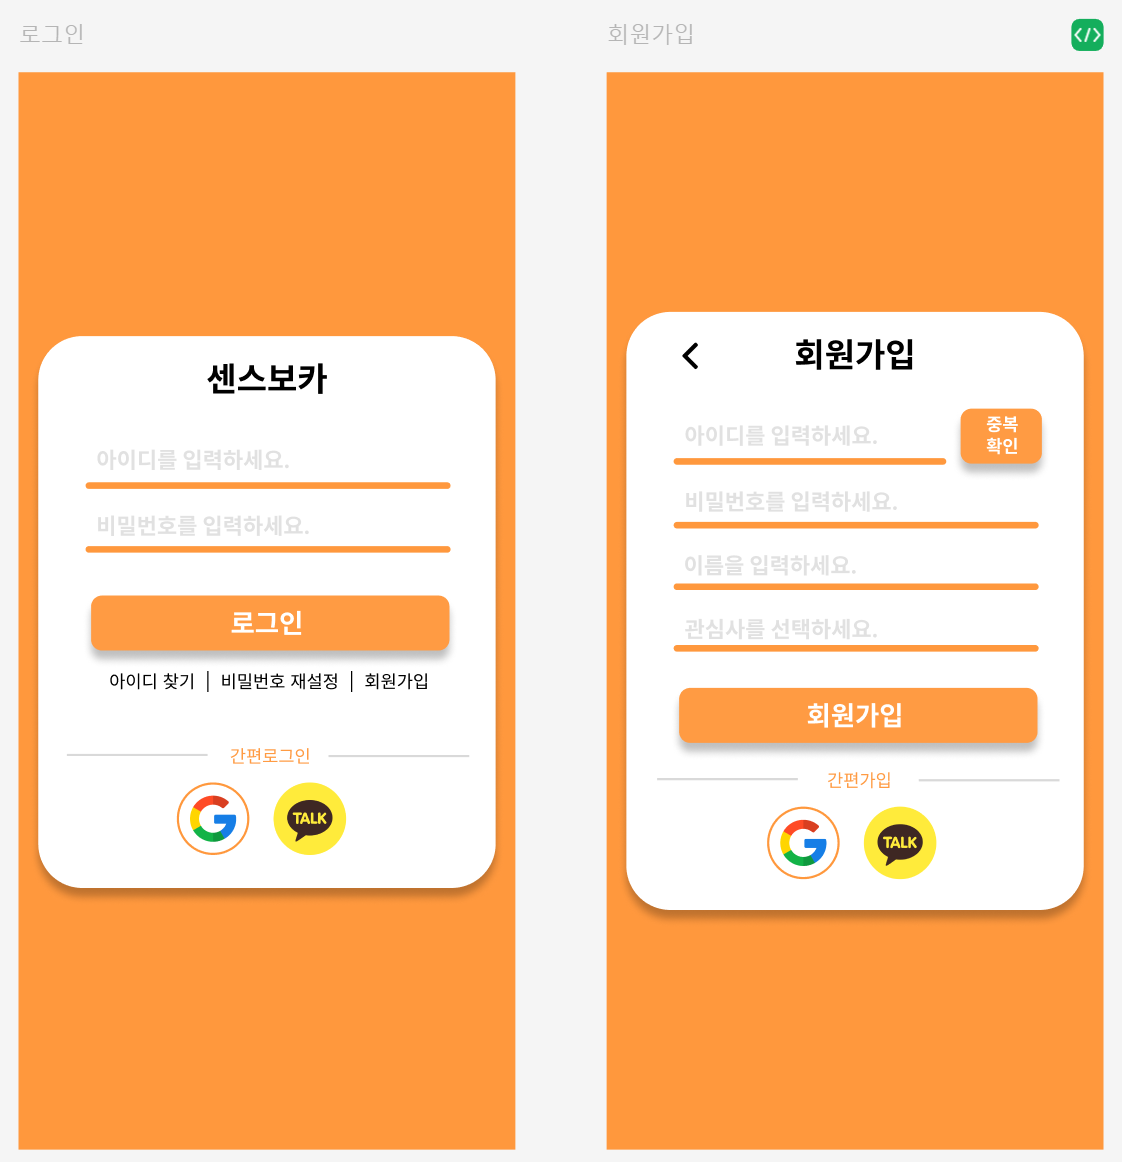 로그인
센스보카
아이디를 입력하세요.
비밀번호를 입력하세요.
로그인
아이디 찾기 | 비밀번호 재설정 | 회원가입
간편로그인
TALK
회원가입
</>
회원가입
아이디를 입력하세요.
중복
확인
비밀번호를 입력하세요.
이름을 입력하세요.
관심사를 선택하세요.
회원가입
간편가입
TALK